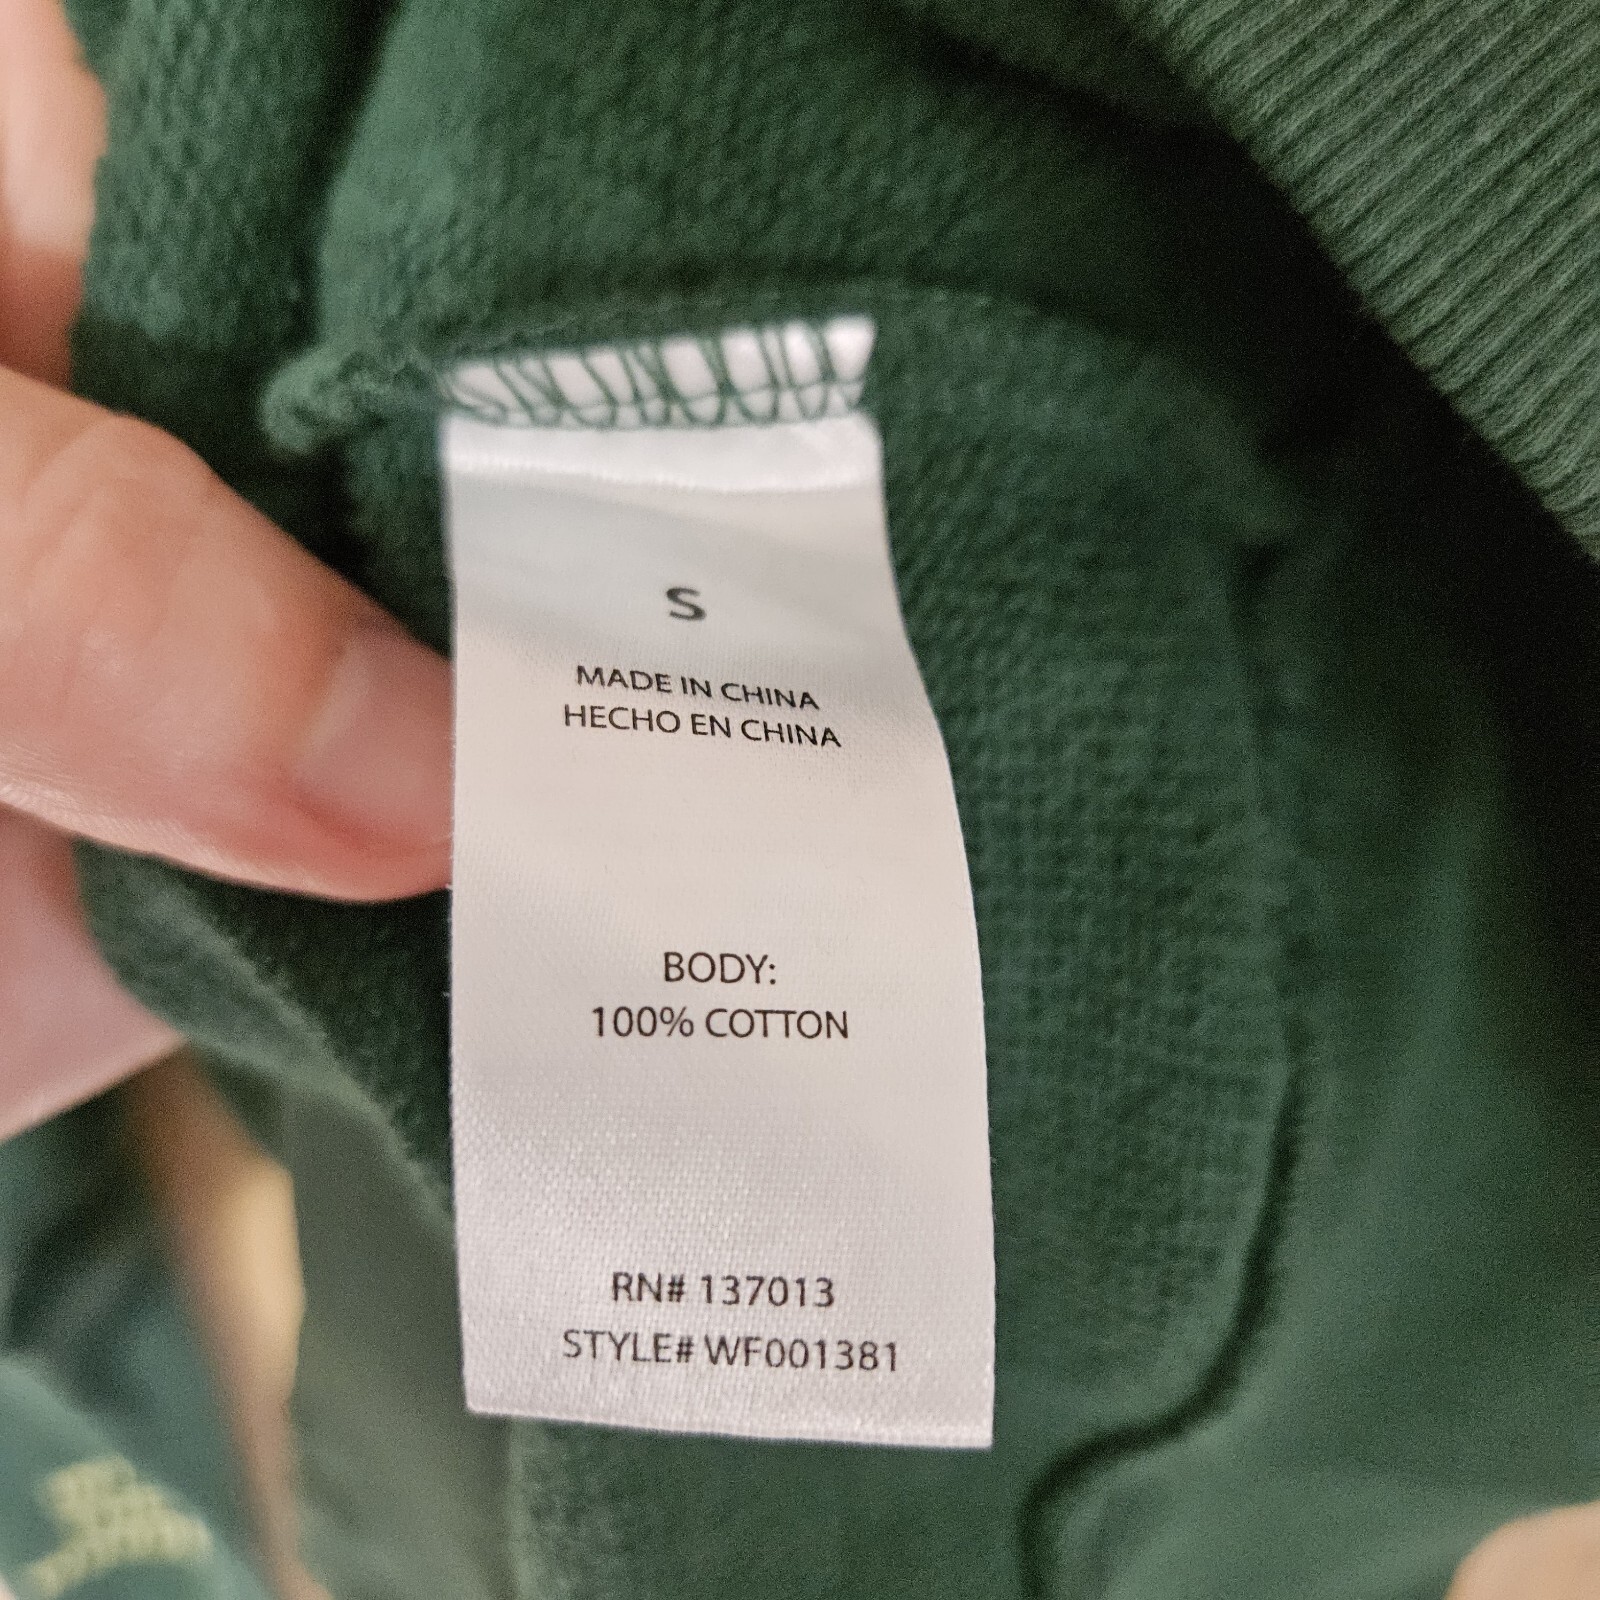 S
MADE IN CHINA
HECHO EN CHINA
BODY:
100% COTTON
RN# 137013
STYLE# WF001381